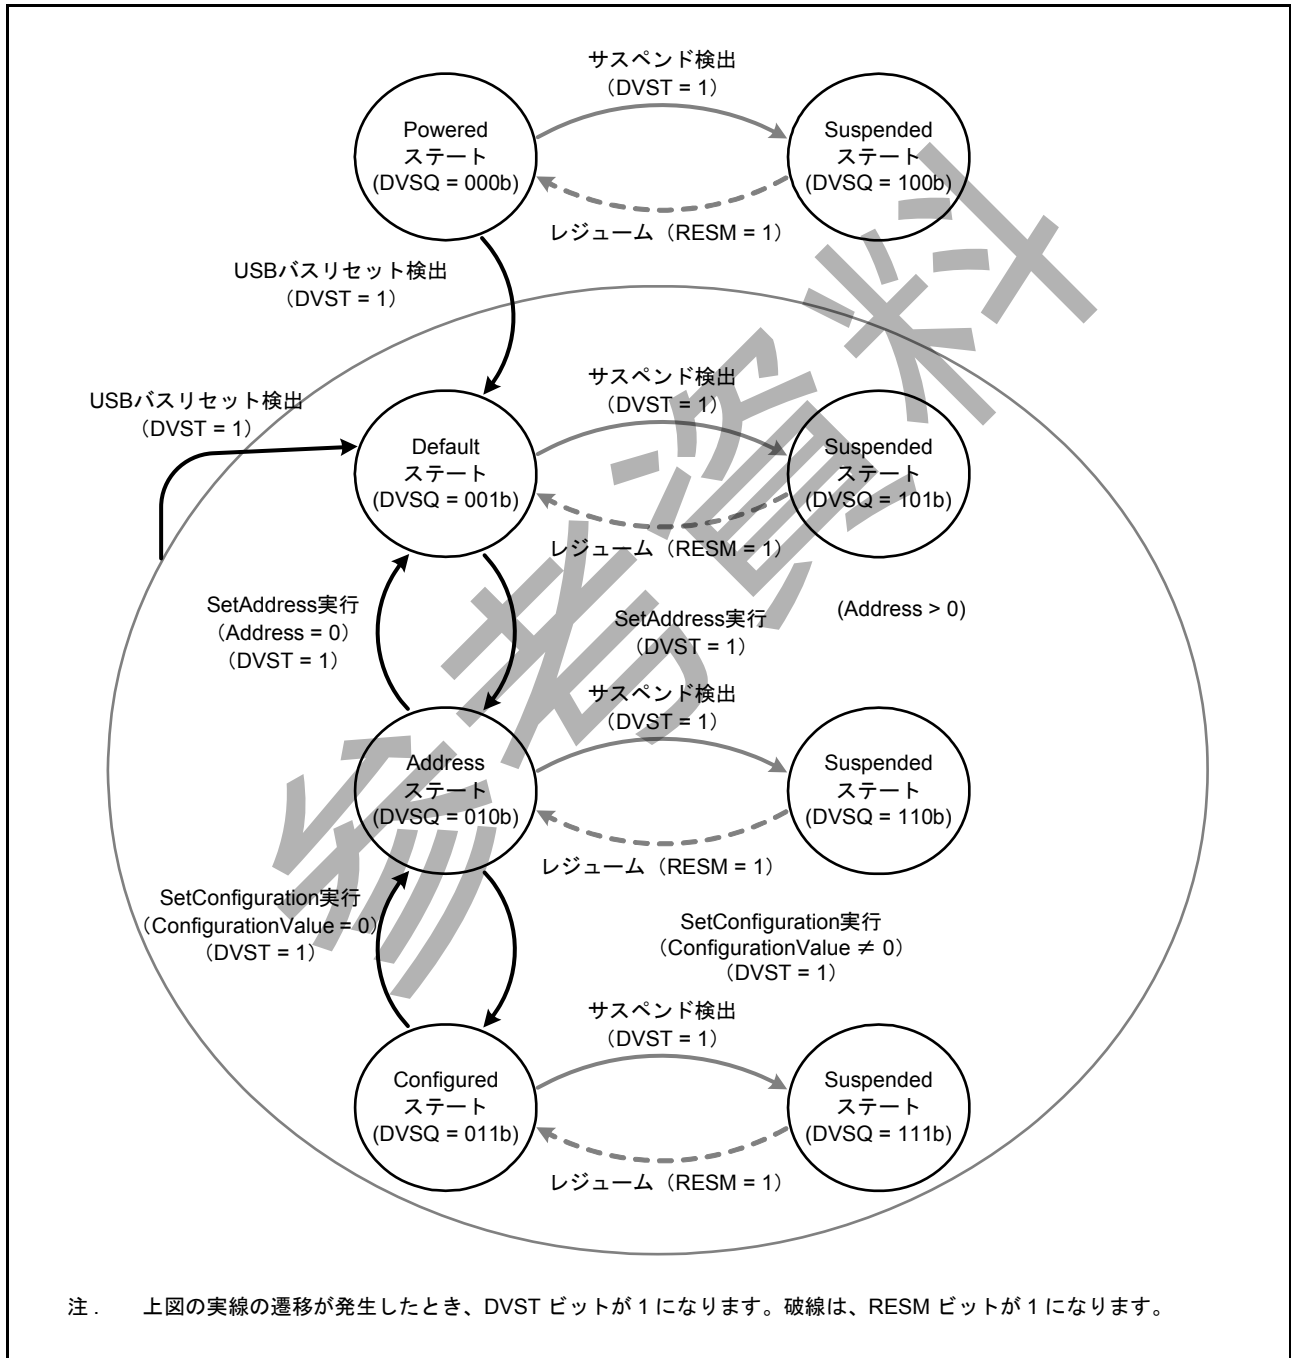 サスペンド検出
（DVST = 1）
Powered
ステート
(DVSQ = 000b)
Suspended
ステート
(DVSQ = 100b)
レジューム（RESM = 1）
USBバスリセット検出
（DVST = 1）
USBバスリセット検出
（DVST = 1）
サスペンド検出
（DVST = 1）
Default
ステート
(DVSQ = 001b)
Suspended
ステート
(DVSQ = 101b)
レジューム（RESM = 1）
SetAddress実行
（Address = 0）
（DVST = 1）
SetAddress実行
（DVST = 1）
(Address > 0)
サスペンド検出
（DVST = 1）
Address
ステート
(DVSQ = 010b)
Suspended
ステート
(DVSQ = 110b)
レジューム（RESM = 1）
SetConfiguration実行
（ConfigurationValue = 0）
（DVST = 1）
SetConfiguration実行
（ConfigurationValue ≠ 0）
（DVST = 1）
サスペンド検出
（DVST = 1）
Configured
ステート
(DVSQ = 011b)
Suspended
ステート
(DVSQ = 111b)
レジューム（RESM = 1）
注． 上図の実線の遷移が発生したとき、DVST ビットが 1 になります。破線は、RESM ビットが 1 になります。
参考資料